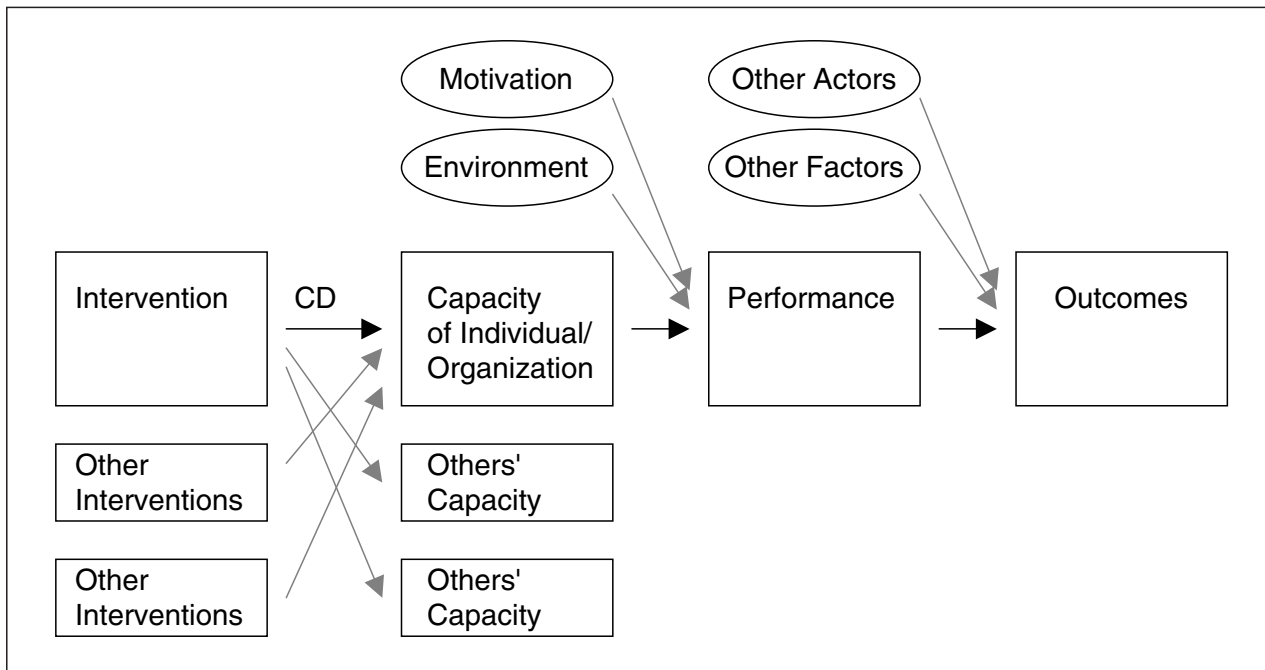 Motivation
Other Actors
Environment
Other Factors
Intervention
CD
Capacity
of Individual/
Organization
Performance
Outcomes
Other
Interventions
Others'
Capacity
Other
Interventions
Others'
Capacity